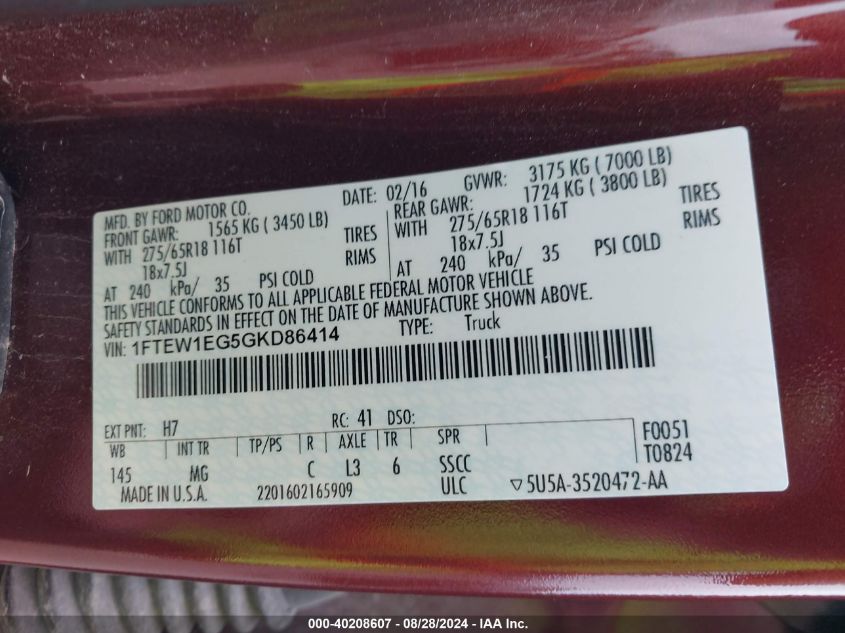 MFD. BY FORD MOTOR CO. DATE: 02/16 GVWR: 3175 KG ( 7000 LB)
FRONT GAWR: 1565 KG ( 3450 LB) REAR GAWR: 1724 KG ( 3800 LB)
WITH 275/65R18 116T TIRES WITH 275/65R18 116T TIRES
18x7.5J RIMS 18x7.5J RIMS
AT 240 kPa/ 35 PSI COLD AT 240 kPa/ 35 PSI COLD
THIS VEHICLE CONFORMS TO ALL APPLICABLE FEDERAL MOTOR VEHICLE
SAFETY STANDARDS IN EFFECT ON THE DATE OF MANUFACTURE SHOWN ABOVE.
VIN: 1FTEW1EG5GKD86414 TYPE: Truck
EXT PNT: H7 RC: 41 DSO:
WB INT TR TP/PS R AXLE TR SPR F0051
145 MG C L3 6 SSCC T0824
MADE IN U.S.A. 2201602165909 ULC ▽5U5A-3520472-AA
000-40208607 - 08/28/2024 - IAA Inc.